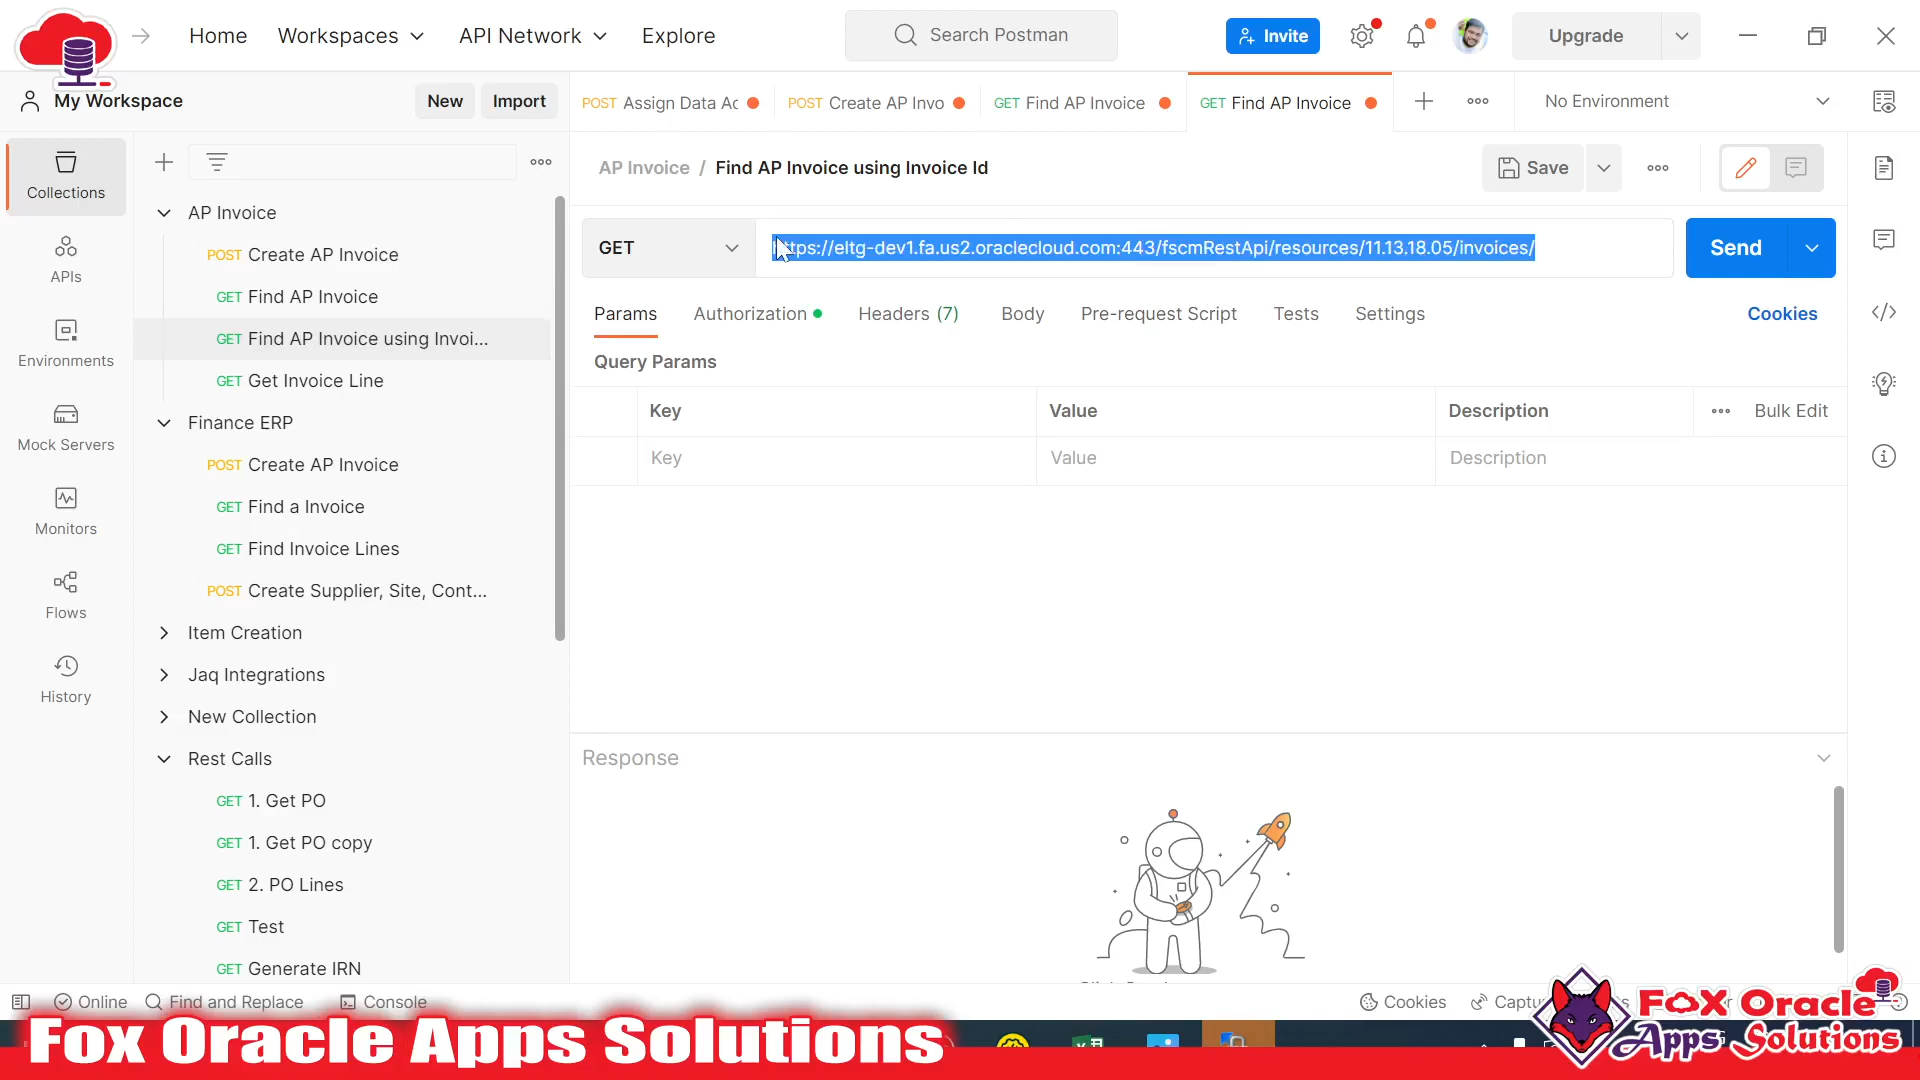 Home
Workspaces
API Network
Explore
Search Postman
Invite
Upgrade
My Workspace
New
Import
POST Assign Data Ac
POST Create AP Invo
GET Find AP Invoice
GET Find AP Invoice
No Environment
Collections
APIs
Environments
Mock Servers
Monitors
Flows
History
AP Invoice
POST Create AP Invoice
GET Find AP Invoice
GET Find AP Invoice using Invoi...
GET Get Invoice Line
Finance ERP
POST Create AP Invoice
GET Find a Invoice
GET Find Invoice Lines
POST Create Supplier, Site, Cont...
Item Creation
Jaq Integrations
New Collection
Rest Calls
GET 1. Get PO
GET 1. Get PO copy
GET 2. PO Lines
GET Test
GET Generate IRN
AP Invoice / Find AP Invoice using Invoice Id
Save
GET
https://eltg-dev1.fa.us2.oraclecloud.com:443/fscmRestApi/resources/11.13.18.05/invoices/
Send
Params
Authorization
Headers (7)
Body
Pre-request Script
Tests
Settings
Cookies
Query Params
Key
Value
Description
Bulk Edit
Key
Value
Description
Response
Online
Find and Replace
Console
Cookies
Fox Oracle Apps Solutions
Fox Oracle
Apps Solutions